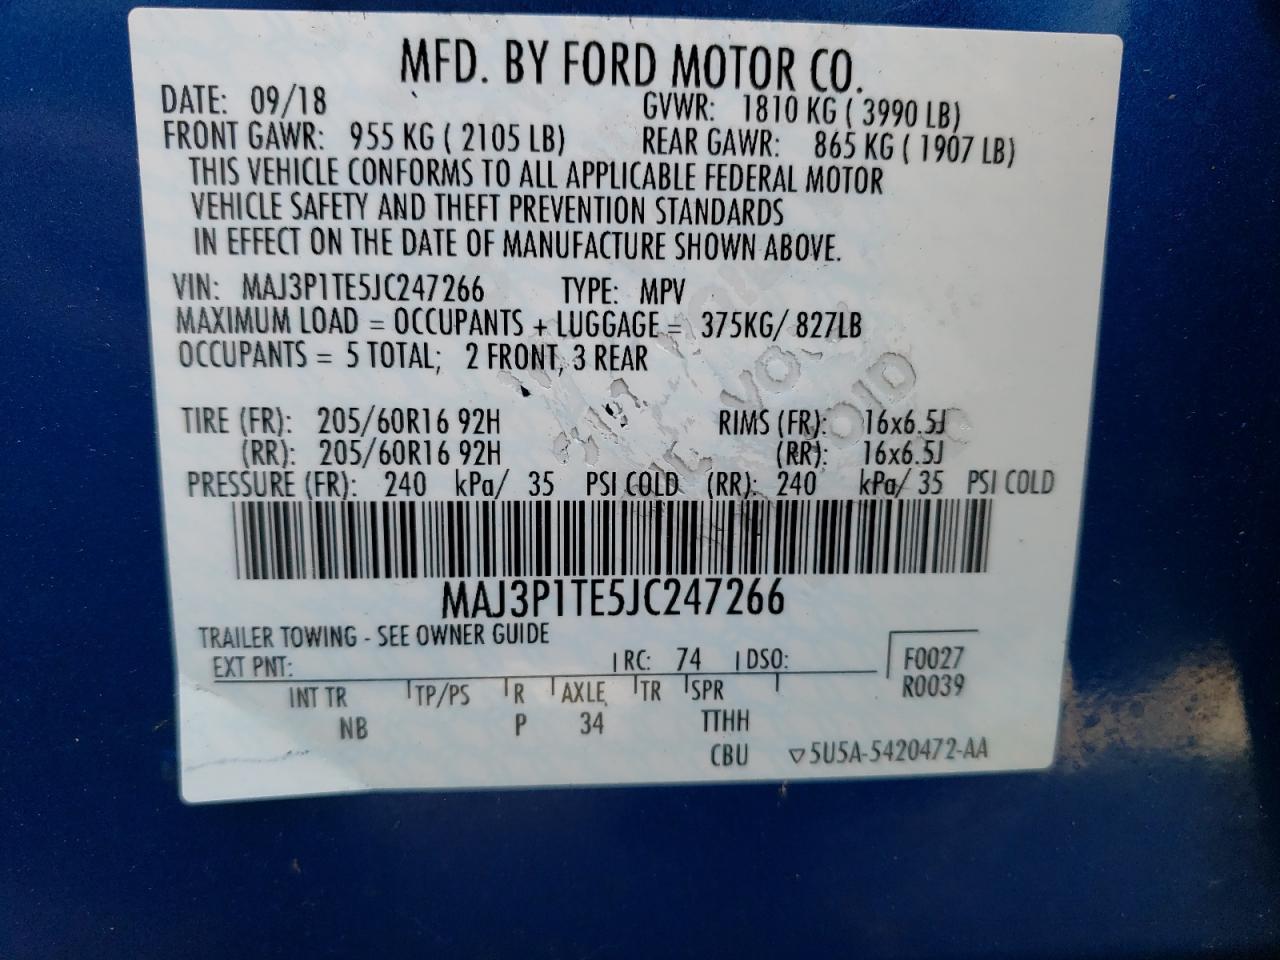 MFD. BY FORD MOTOR CO.
DATE: 09/18 GVWR: 1810 KG ( 3990 LB)
FRONT GAWR: 955 KG ( 2105 LB) REAR GAWR: 865 KG ( 1907 LB)
THIS VEHICLE CONFORMS TO ALL APPLICABLE FEDERAL MOTOR
VEHICLE SAFETY AND THEFT PREVENTION STANDARDS
IN EFFECT ON THE DATE OF MANUFACTURE SHOWN ABOVE.
VIN: MAJ3P1TE5JC247266 TYPE: MPV
MAXIMUM LOAD = OCCUPANTS + LUGGAGE = 375KG/ 827LB
OCCUPANTS = 5 TOTAL; 2 FRONT, 3 REAR
TIRE (FR): 205/60R16 92H RIMS (FR): 16x6.5J
(RR): 205/60R16 92H (RR): 16x6.5J
PRESSURE (FR): 240 kPa/ 35 PSI COLD (RR): 240 kPa/ 35 PSI COLD
MAJ3P1TE5JC247266
TRAILER TOWING - SEE OWNER GUIDE
EXT PNT: RC: 74 DSO: F0027
R0039
INT TR TP/PS R AXLE TR SPR
NB P 34 TTHH
CBU ▽5U5A-5420472-AA